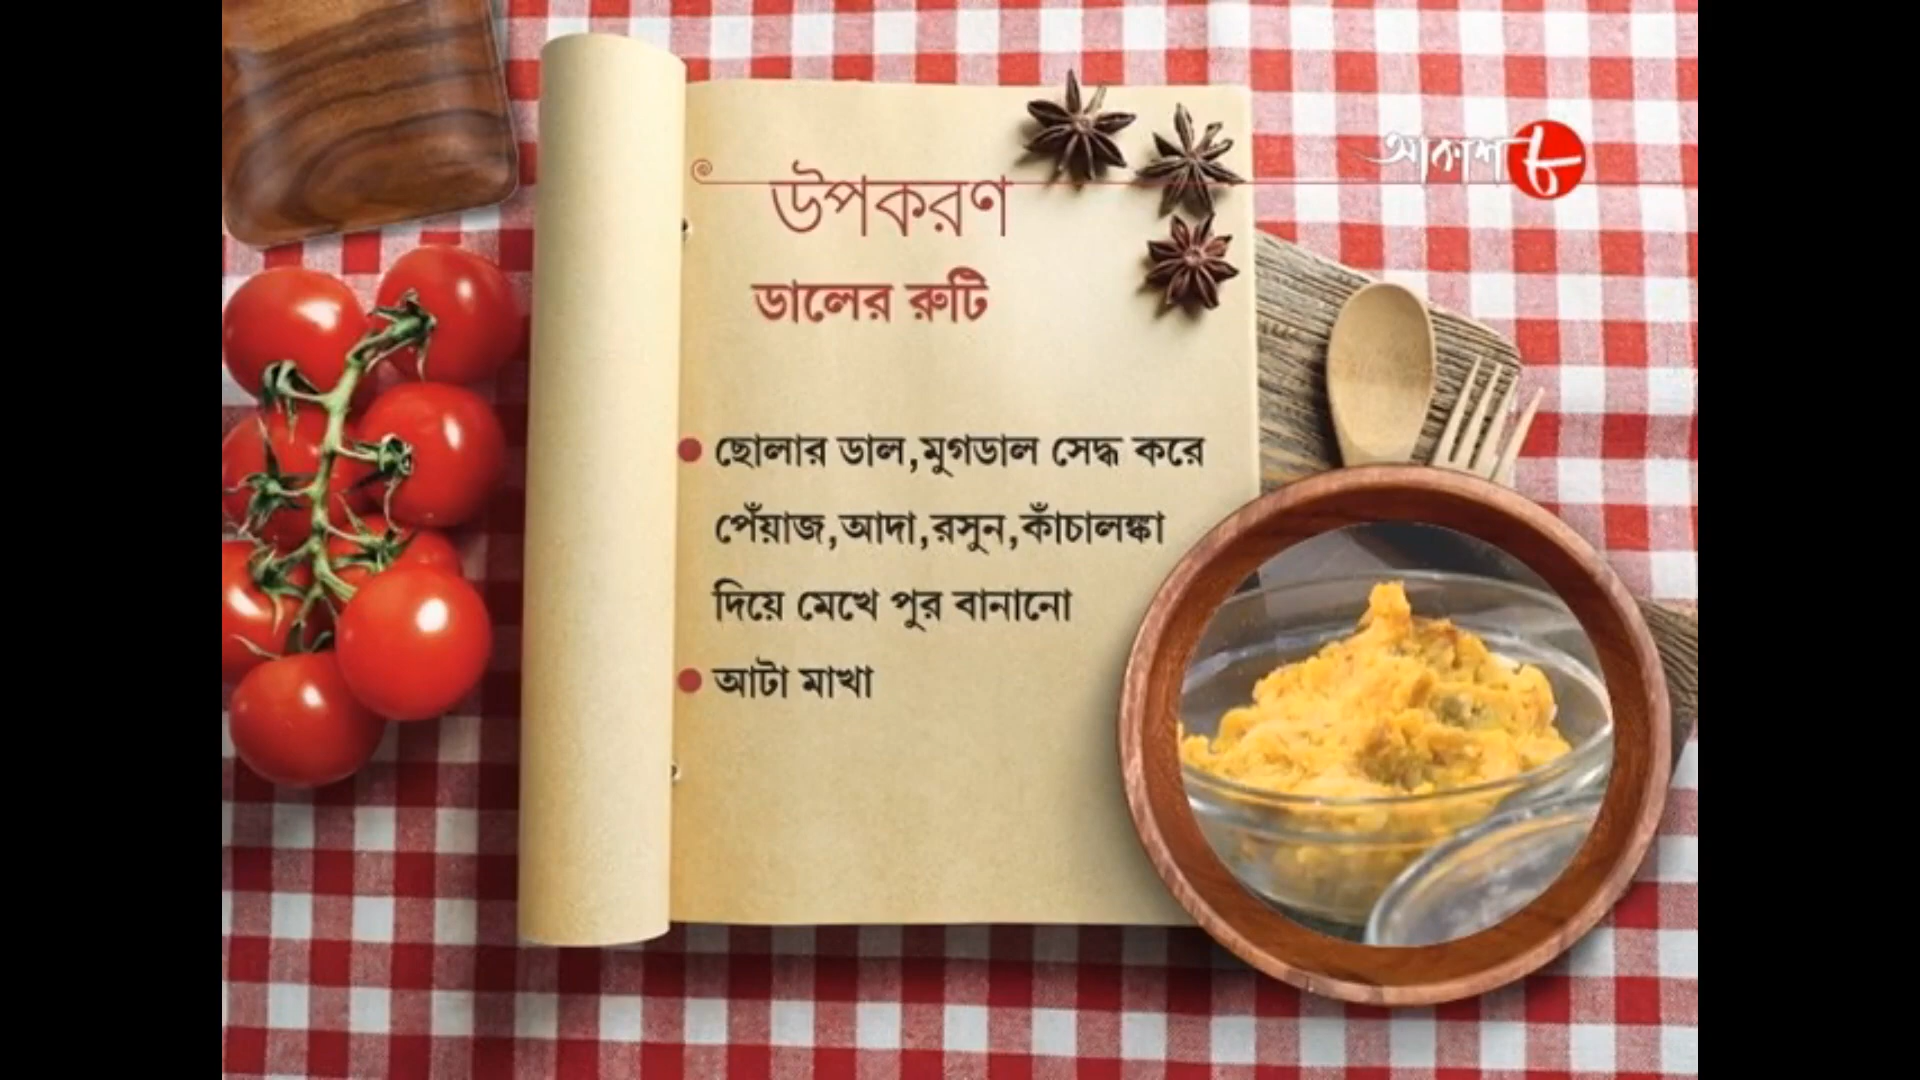 আকাশ ৮
উপকরণ
ডালের রুটি
ছোলার ডাল,মুগডাল সেদ্ধ করে
পেঁয়াজ,আদা,রসুন,কাঁচালঙ্কা
দিয়ে মেখে পুর বানানো
আটা মাখা